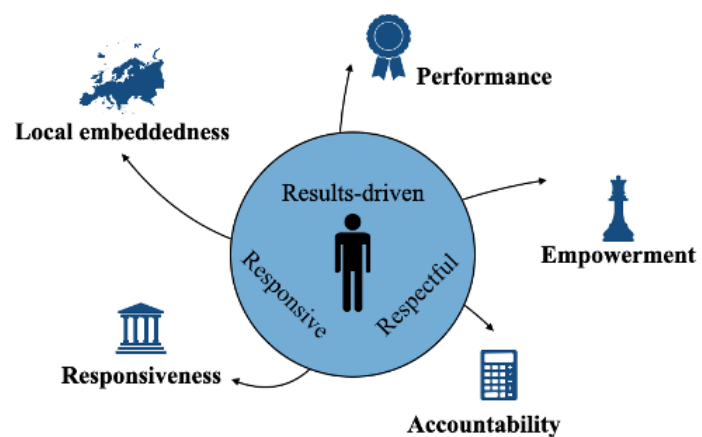 Performance
Local embeddedness
Results-driven
Empowerment
Responsive
Respectful
Responsiveness
Accountability